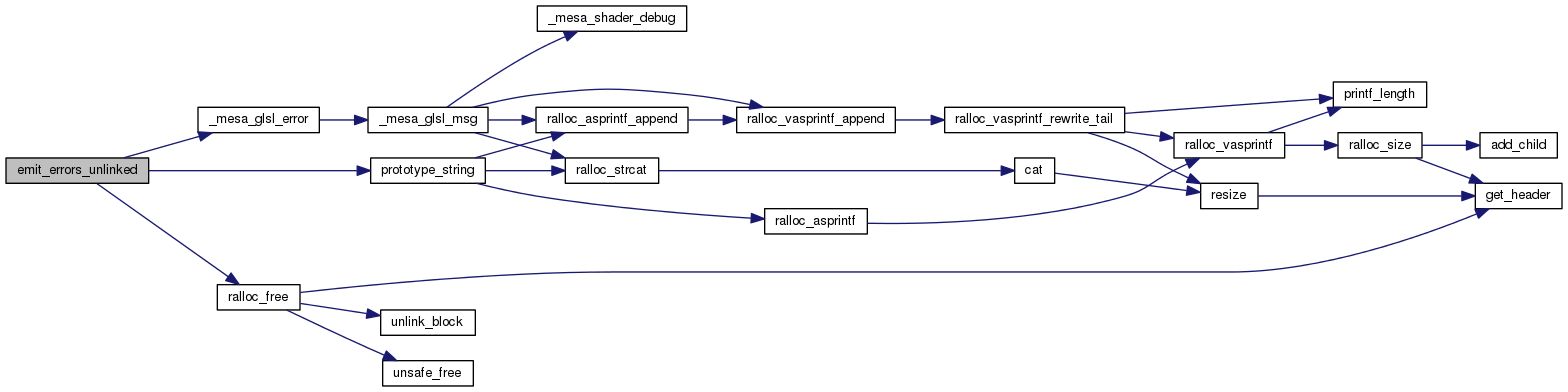 _mesa_shader_debug
printf_length
_mesa_glsl_error
_mesa_glsl_msg
ralloc_asprintf_append
ralloc_vasprintf_append
ralloc_vasprintf_rewrite_tail
ralloc_vasprintf
ralloc_size
add_child
emit_errors_unlinked
prototype_string
ralloc_strcat
cat
resize
get_header
ralloc_asprintf
ralloc_free
unlink_block
unsafe_free